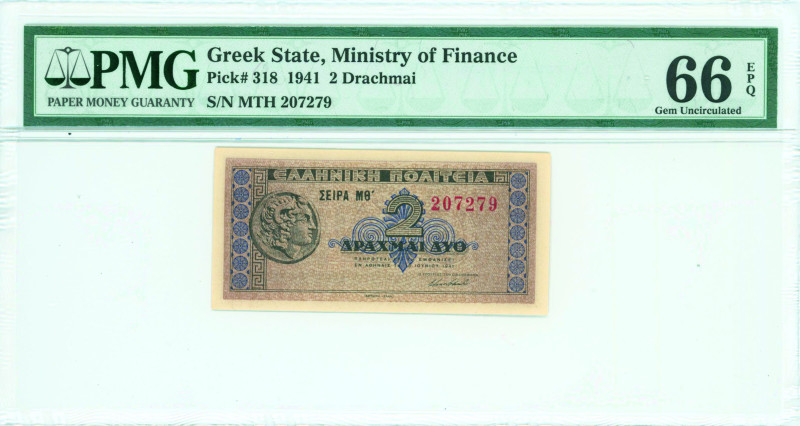 PMG
PAPER MONEY GUARANTY
Greek State, Ministry of Finance
Pick# 318 1941 2 Drachmai
S/N MTH 207279
66
EPQ
Gem Uncirculated
ΕΛΛΗΝΙΚΗ ΠΟΛΙΤΕΙΑ
ΣΕΙΡΑ ΜΘ'
207279
2
ΔΡΑΧΜΑΙ ΔΥΟ